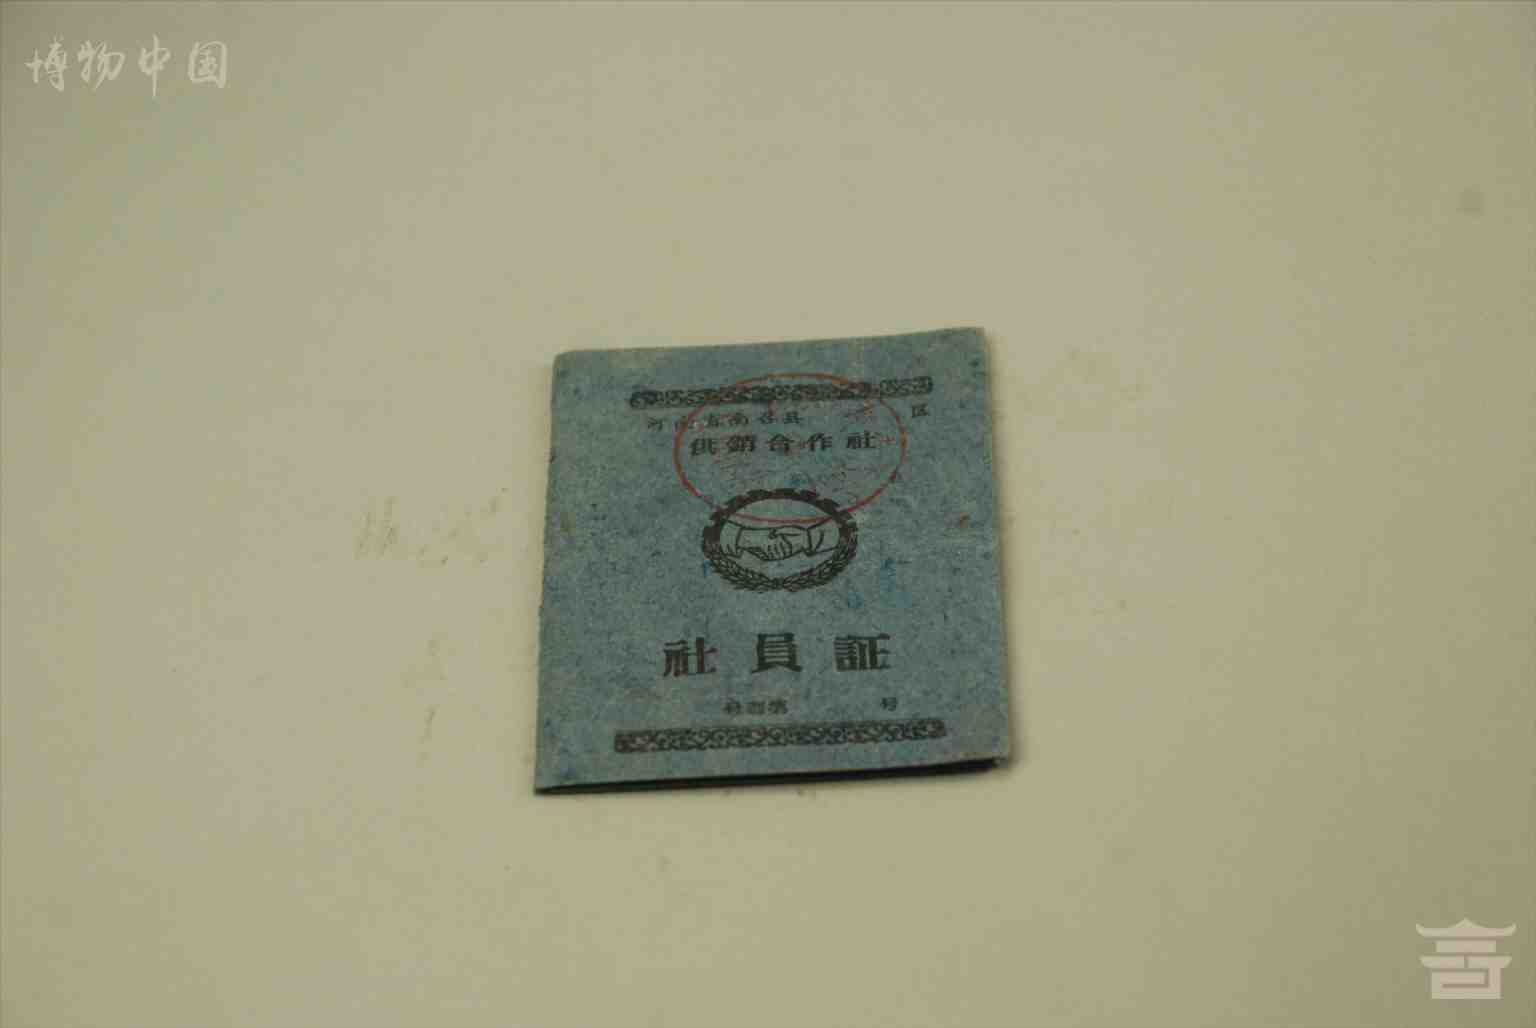 博物中国
河南省南召县 区
供銷合作社
社員証
号